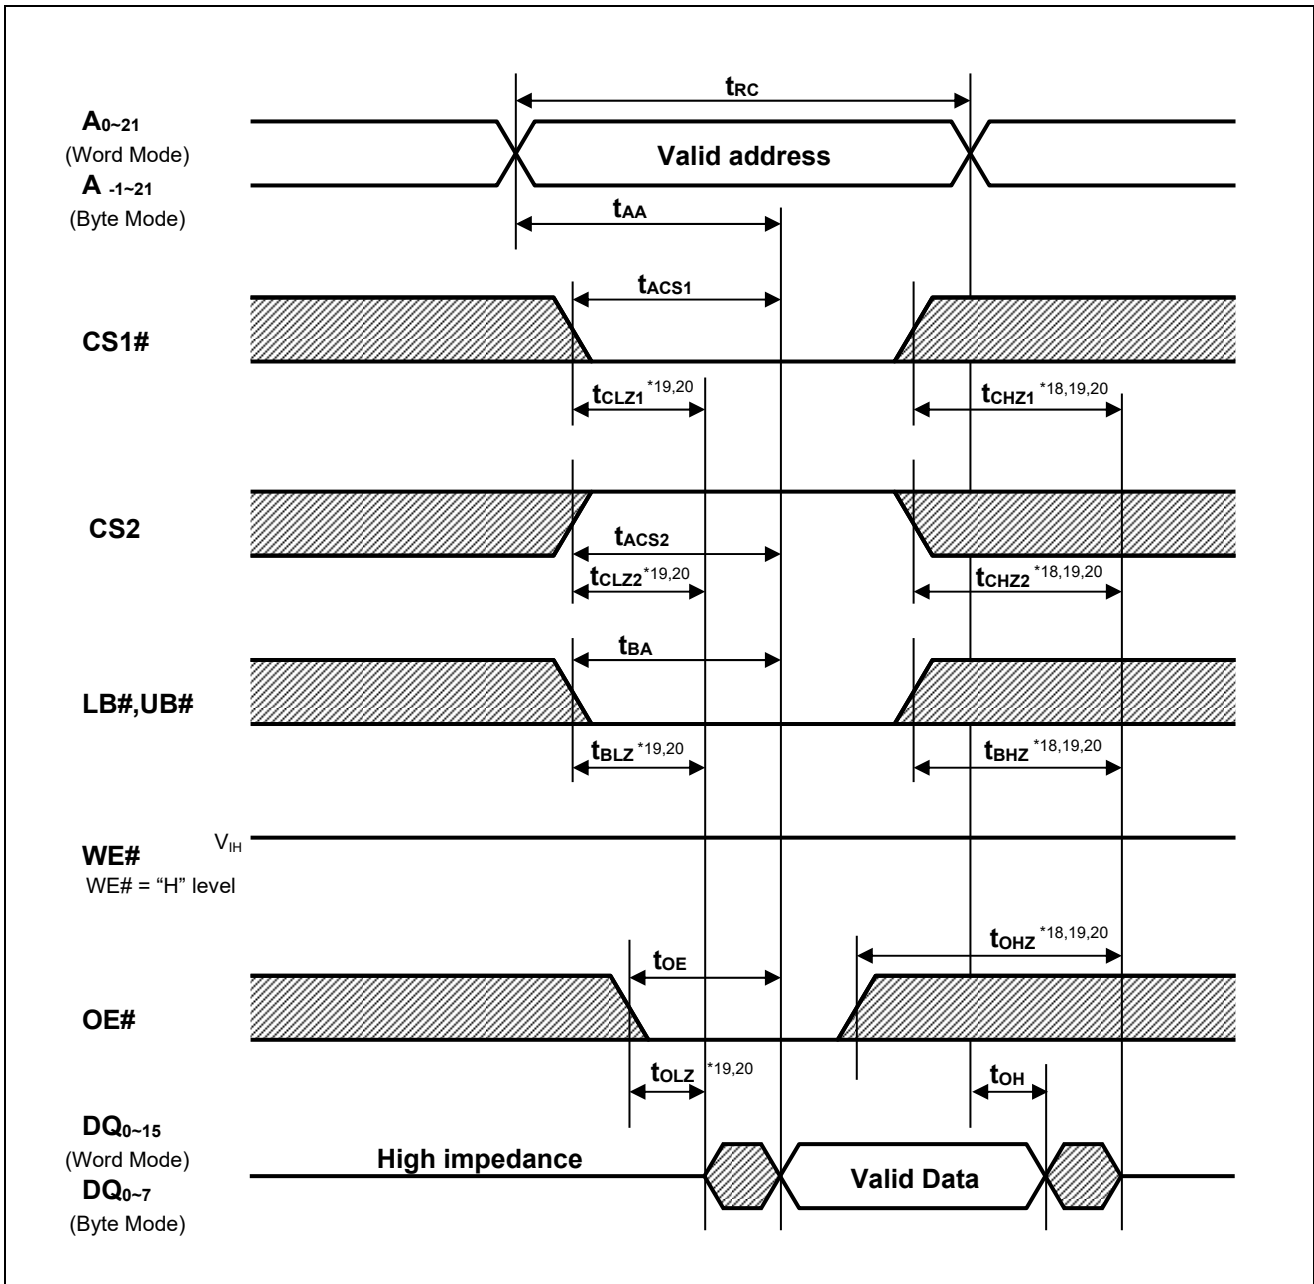 tRC
A0~21
(Word Mode)
A -1~21
(Byte Mode)
Valid address
tAA
tACS1
CS1#
tCLZ1 *19,20
tCHZ1 *18,19,20
CS2
tACS2
tCLZ2 *19,20
tCHZ2 *18,19,20
tBA
LB#,UB#
tBLZ *19,20
tBHZ *18,19,20
WE#
VIH
WE# = “H” level
tOHZ *18,19,20
tOE
OE#
tOLZ *19,20
tOH
DQ0~15
(Word Mode)
DQ0~7
(Byte Mode)
High impedance
Valid Data